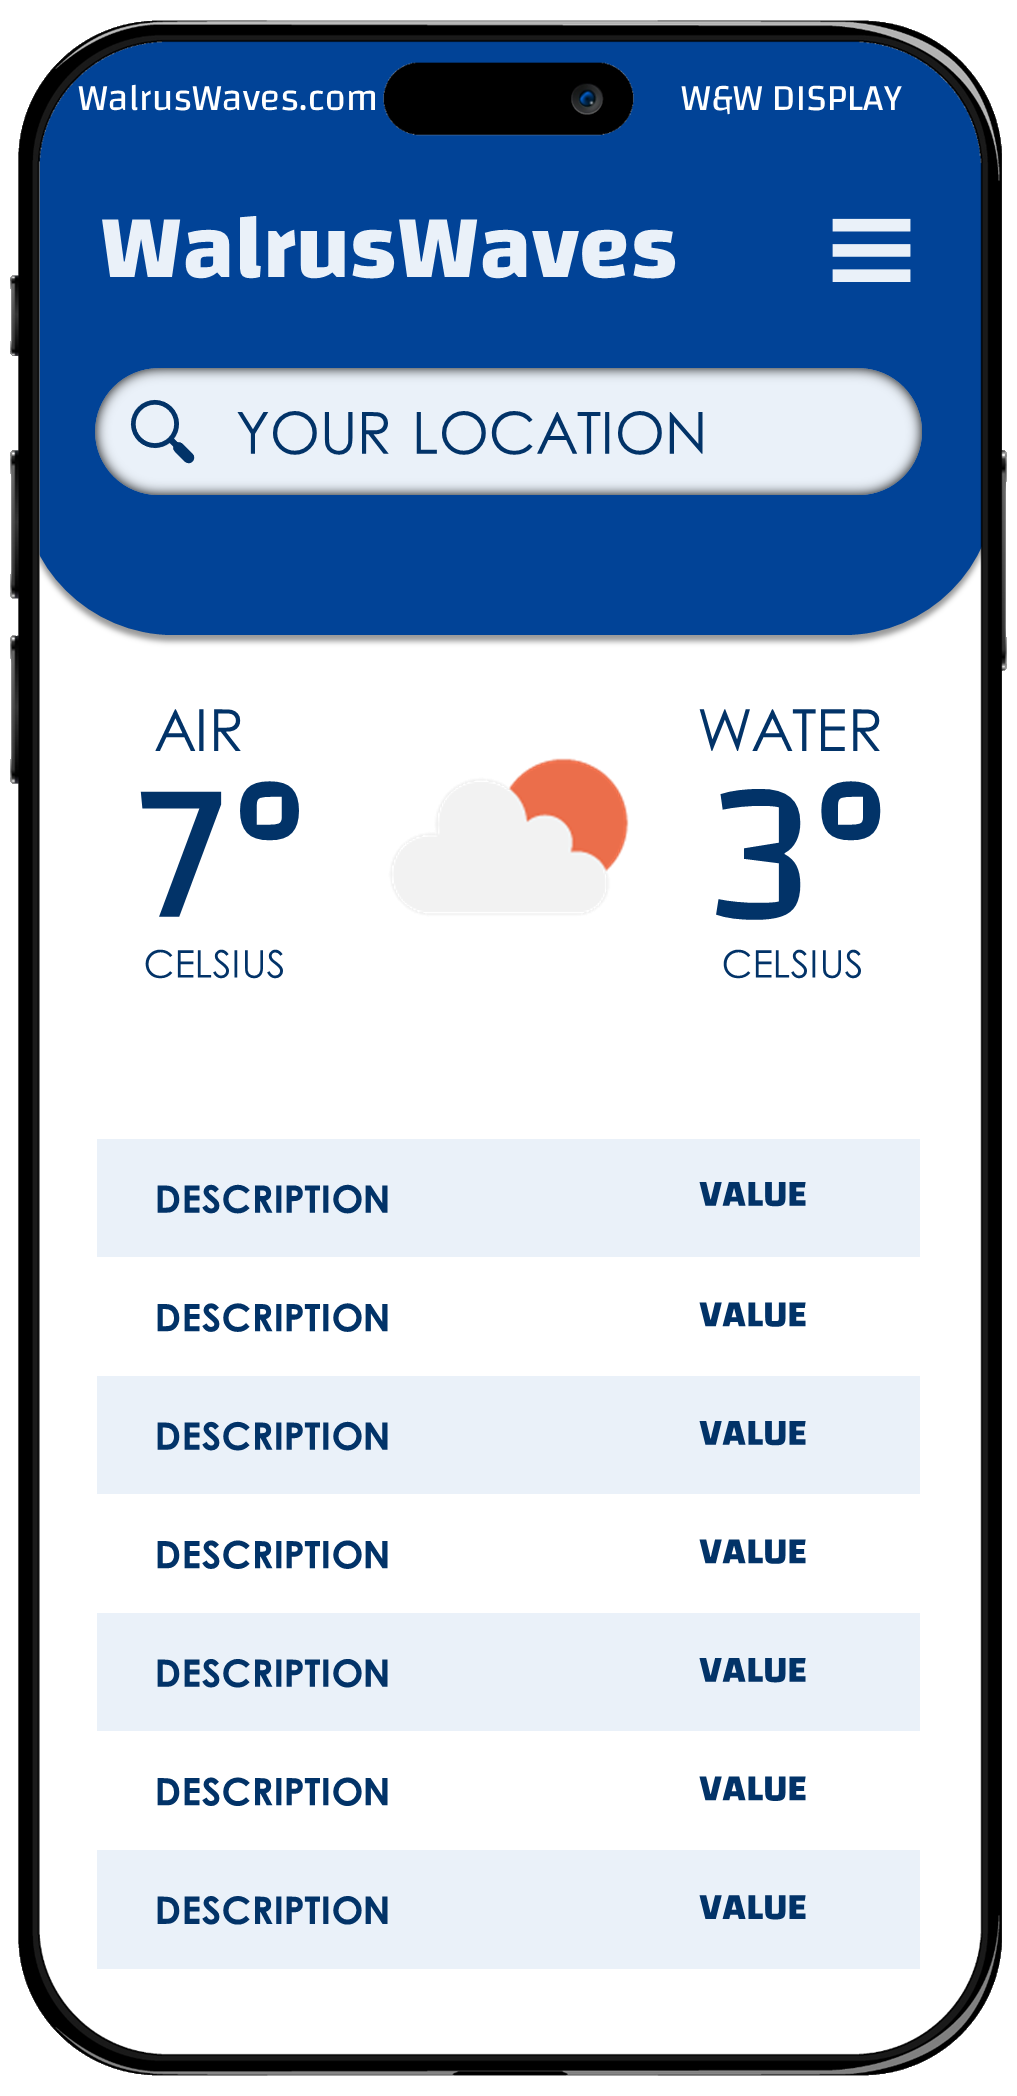 WalrusWaves.com W&W DISPLAY
WalrusWaves
YOUR LOCATION
AIR WATER
7° 3°
CELSIUS CELSIUS
DESCRIPTION VALUE
DESCRIPTION VALUE
DESCRIPTION VALUE
DESCRIPTION VALUE
DESCRIPTION VALUE
DESCRIPTION VALUE
DESCRIPTION VALUE